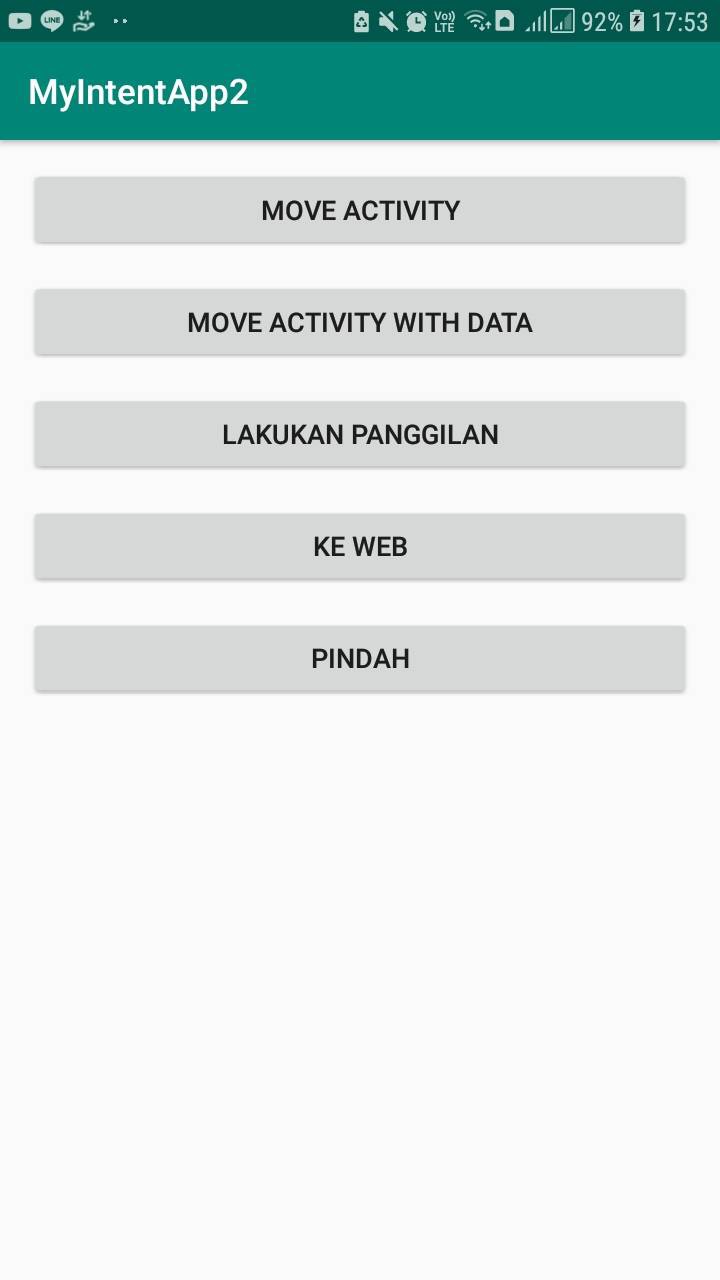 LINE
Vo))
LTE
92%
17:53
MyIntentApp2
MOVE ACTIVITY
MOVE ACTIVITY WITH DATA
LAKUKAN PANGGILAN
KE WEB
PINDAH